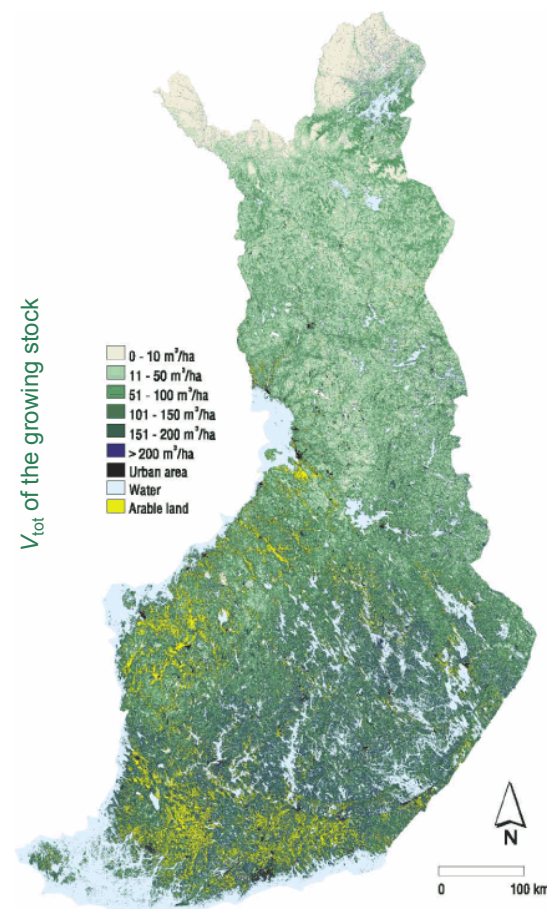 V_tot of the growing stock
0 - 10 m³/ha
11 - 50 m³/ha
51 - 100 m³/ha
101 - 150 m³/ha
151 - 200 m³/ha
> 200 m³/ha
Urban area
Water
Arable land
N
0 100 km